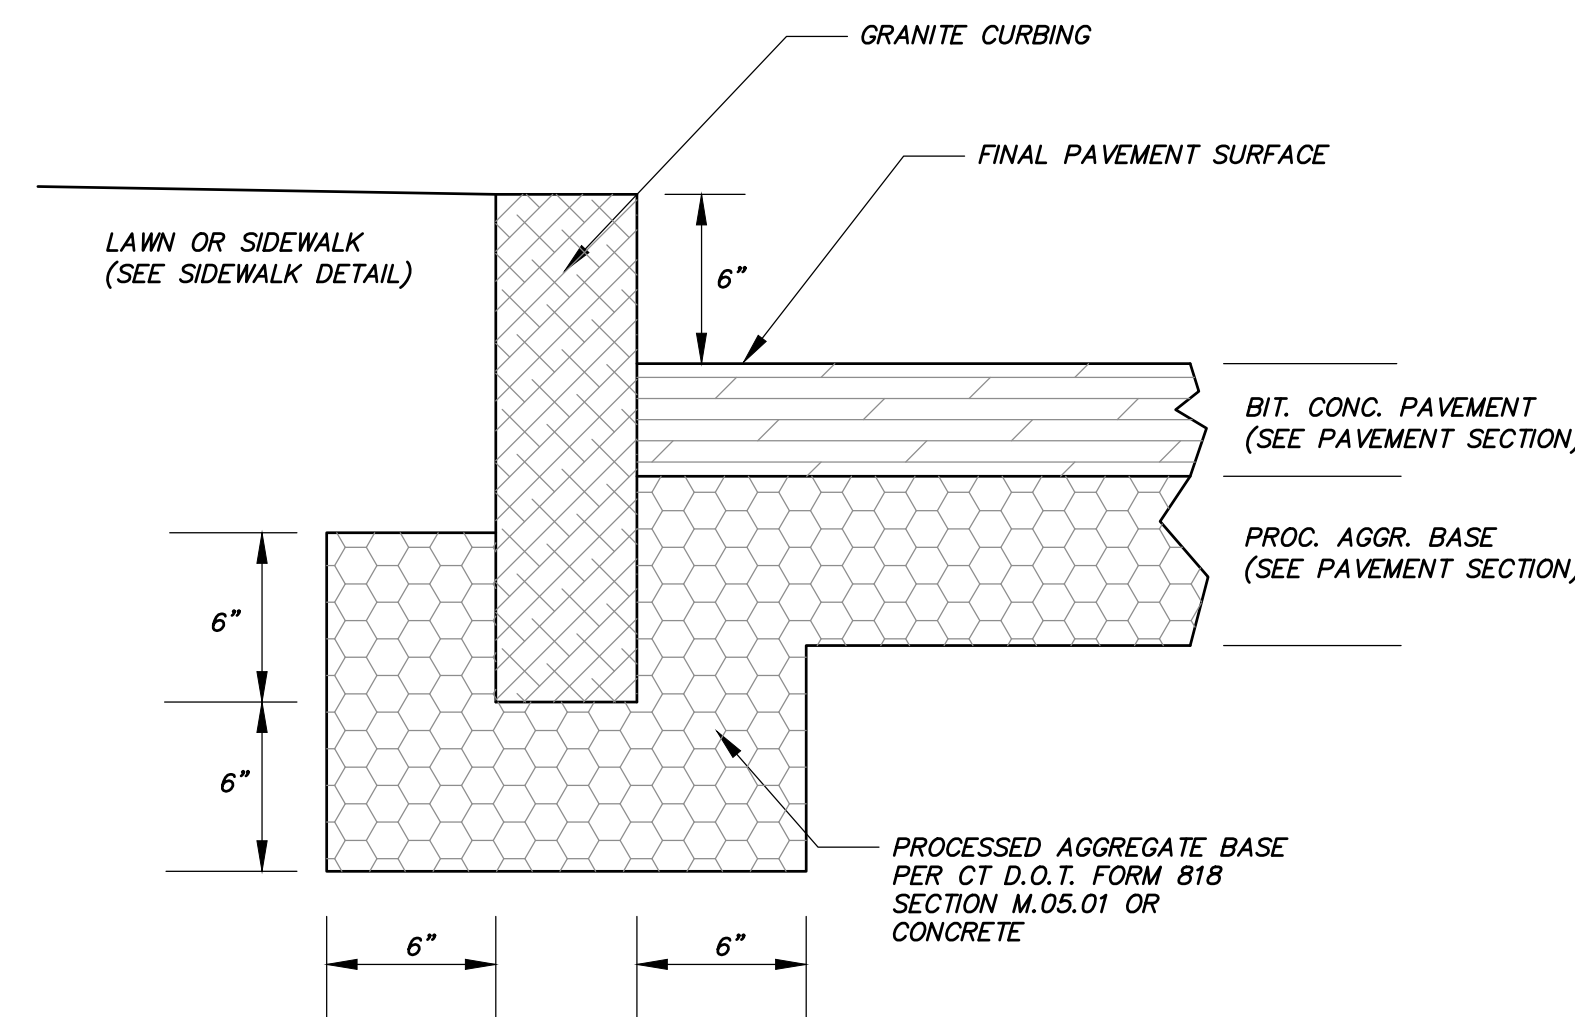 GRANITE CURBING
FINAL PAVEMENT SURFACE
LAWN OR SIDEWALK
(SEE SIDEWALK DETAIL)
6"
BIT. CONC. PAVEMENT
(SEE PAVEMENT SECTION)
PROC. AGGR. BASE
(SEE PAVEMENT SECTION)
6"
6"
PROCESSED AGGREGATE BASE
PER CT D.O.T. FORM 818
SECTION M.05.01 OR
CONCRETE
6"
6"